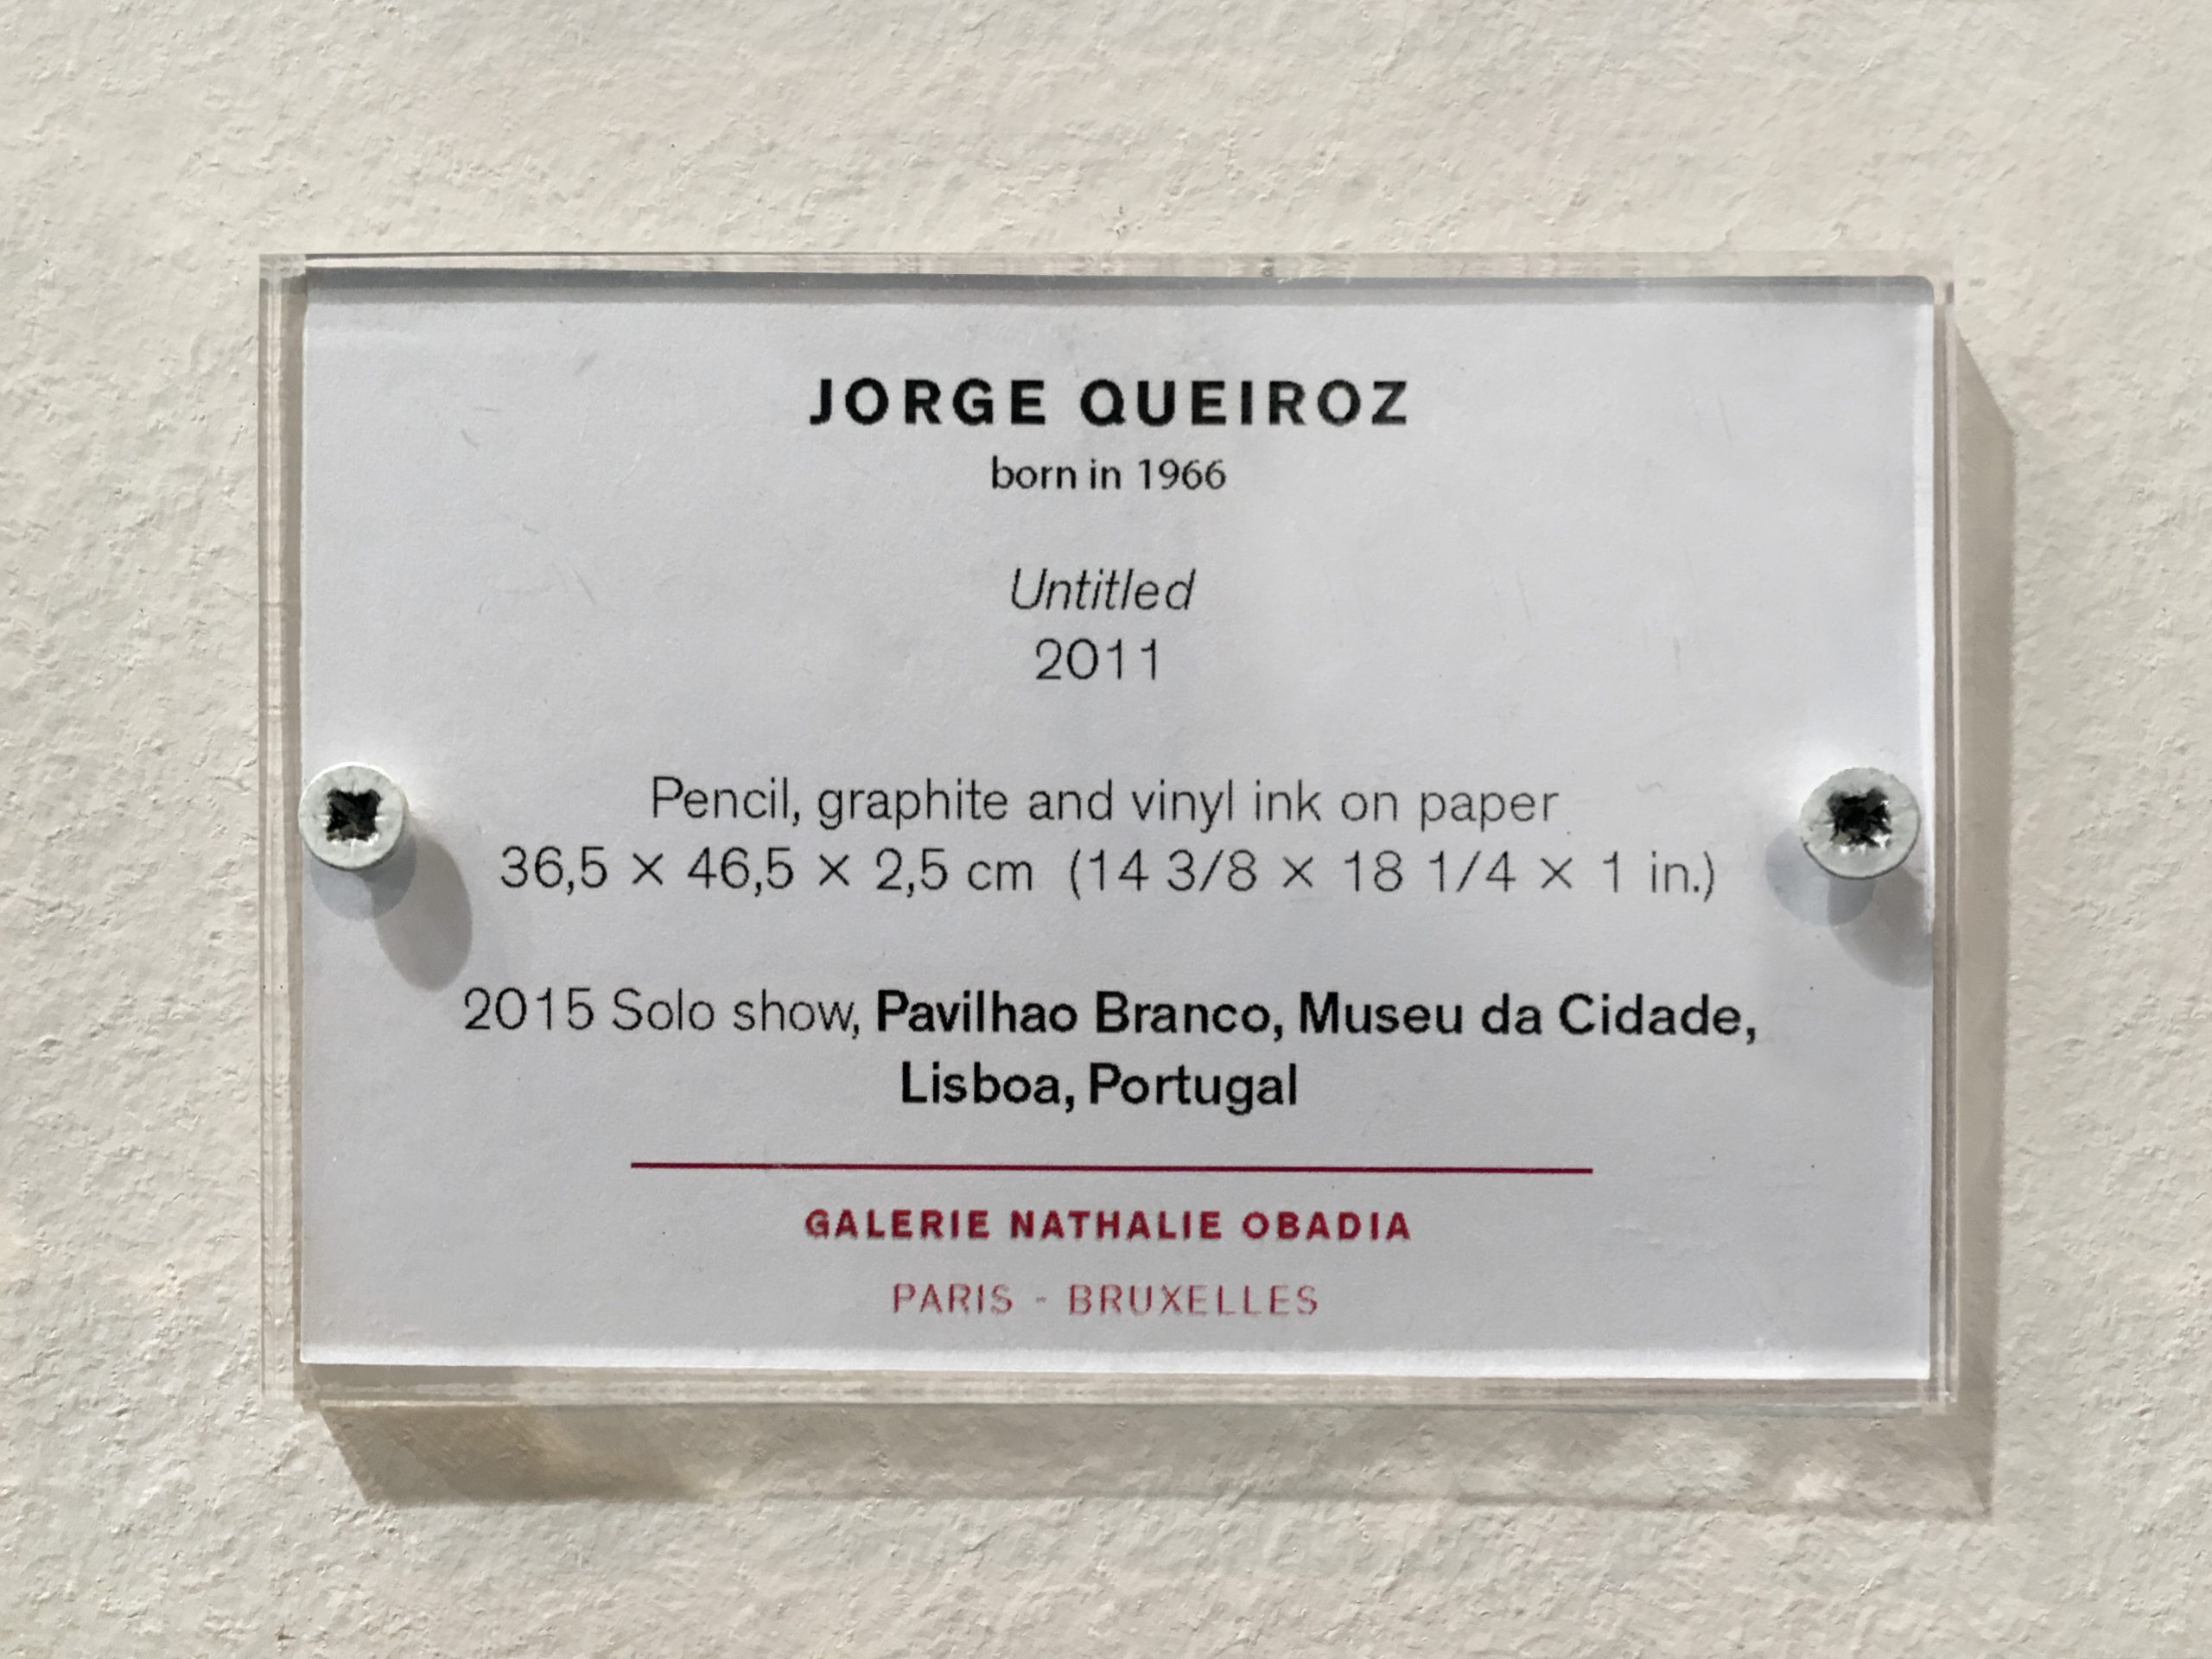 JORGE QUEIROZ
born in 1966
Untitled
2011
Pencil, graphite and vinyl ink on paper
36,5 × 46,5 × 2,5 cm (14 3/8 × 18 1/4 × 1 in.)
2015 Solo show, Pavilhao Branco, Museu da Cidade,
Lisboa, Portugal
GALERIE NATHALIE OBADIA
PARIS - BRUXELLES